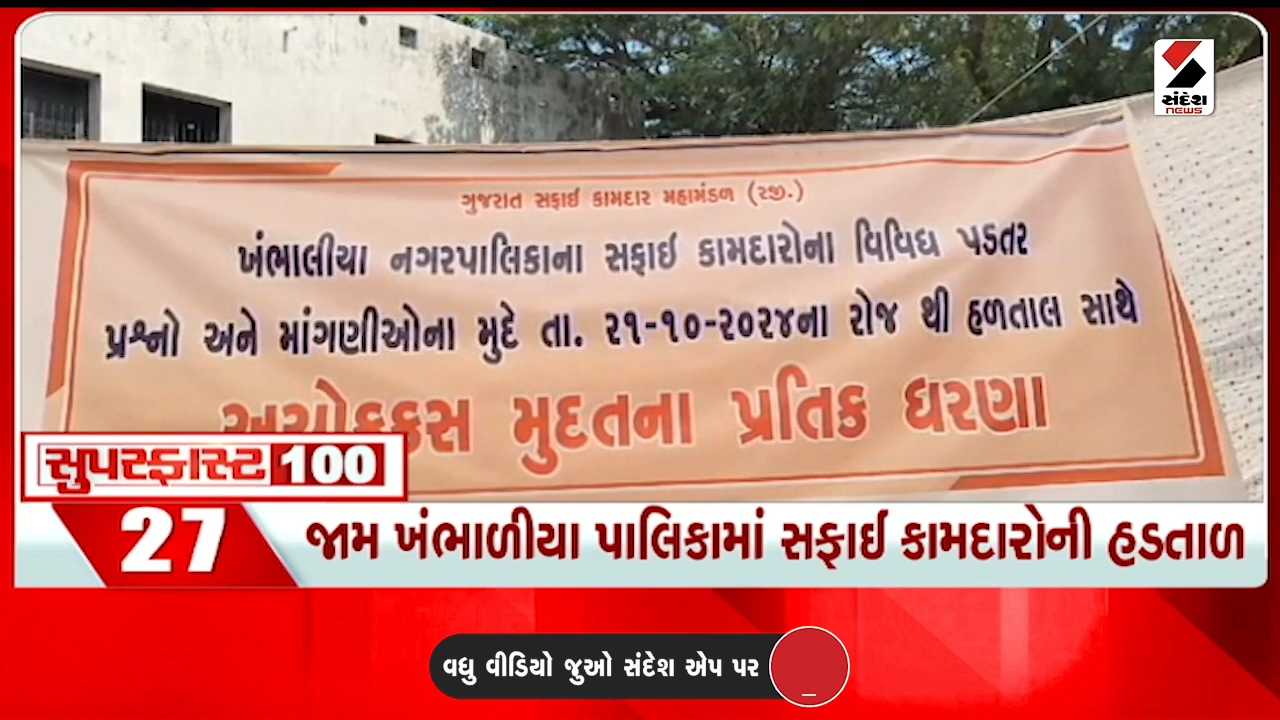 સંદેશ
NEWS
ગુજરાત સફાઈ કામદાર મહામંડળ (રજી.)
ખંભાલીયા નગરપાલિકાના સફાઈ કામદારોના વિવિધ પડતર
પ્રશ્નો અને માંગણીઓના મુદે તા. ૨૧-૧૦-૨૦૨૪ના રોજ થી હળતાલ સાથે
મુદતના પ્રતિક ધરણા
સુપરફાસ્ટ 100
27 જામ ખંભાળીયા પાલિકામાં સફાઈ કામદારોની હડતાળ
વધુ વીડિયો જુઓ સંદેશ એપ પર